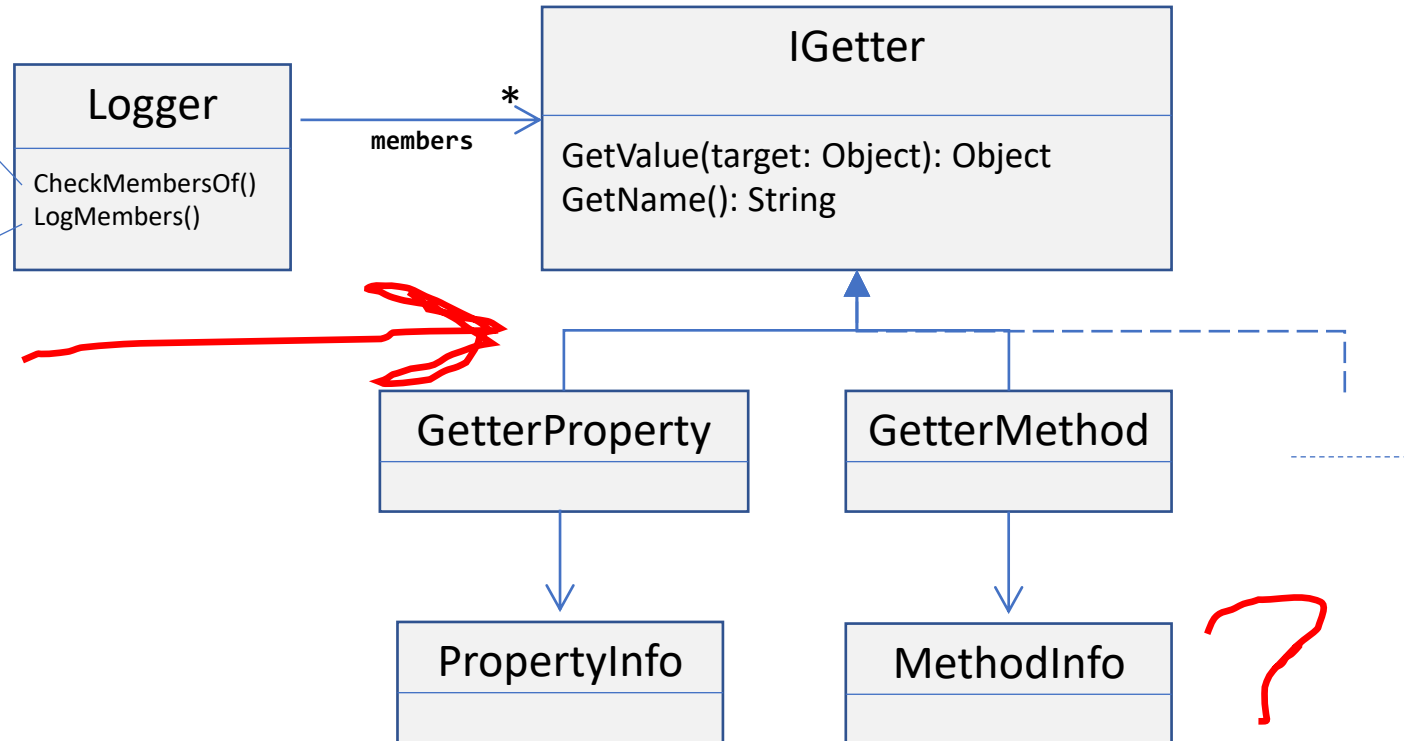 IGetter
Logger
*
members
GetValue(target: Object): Object
GetName(): String
CheckMembersOf()
LogMembers()
GetterProperty
GetterMethod
PropertyInfo
MethodInfo
?